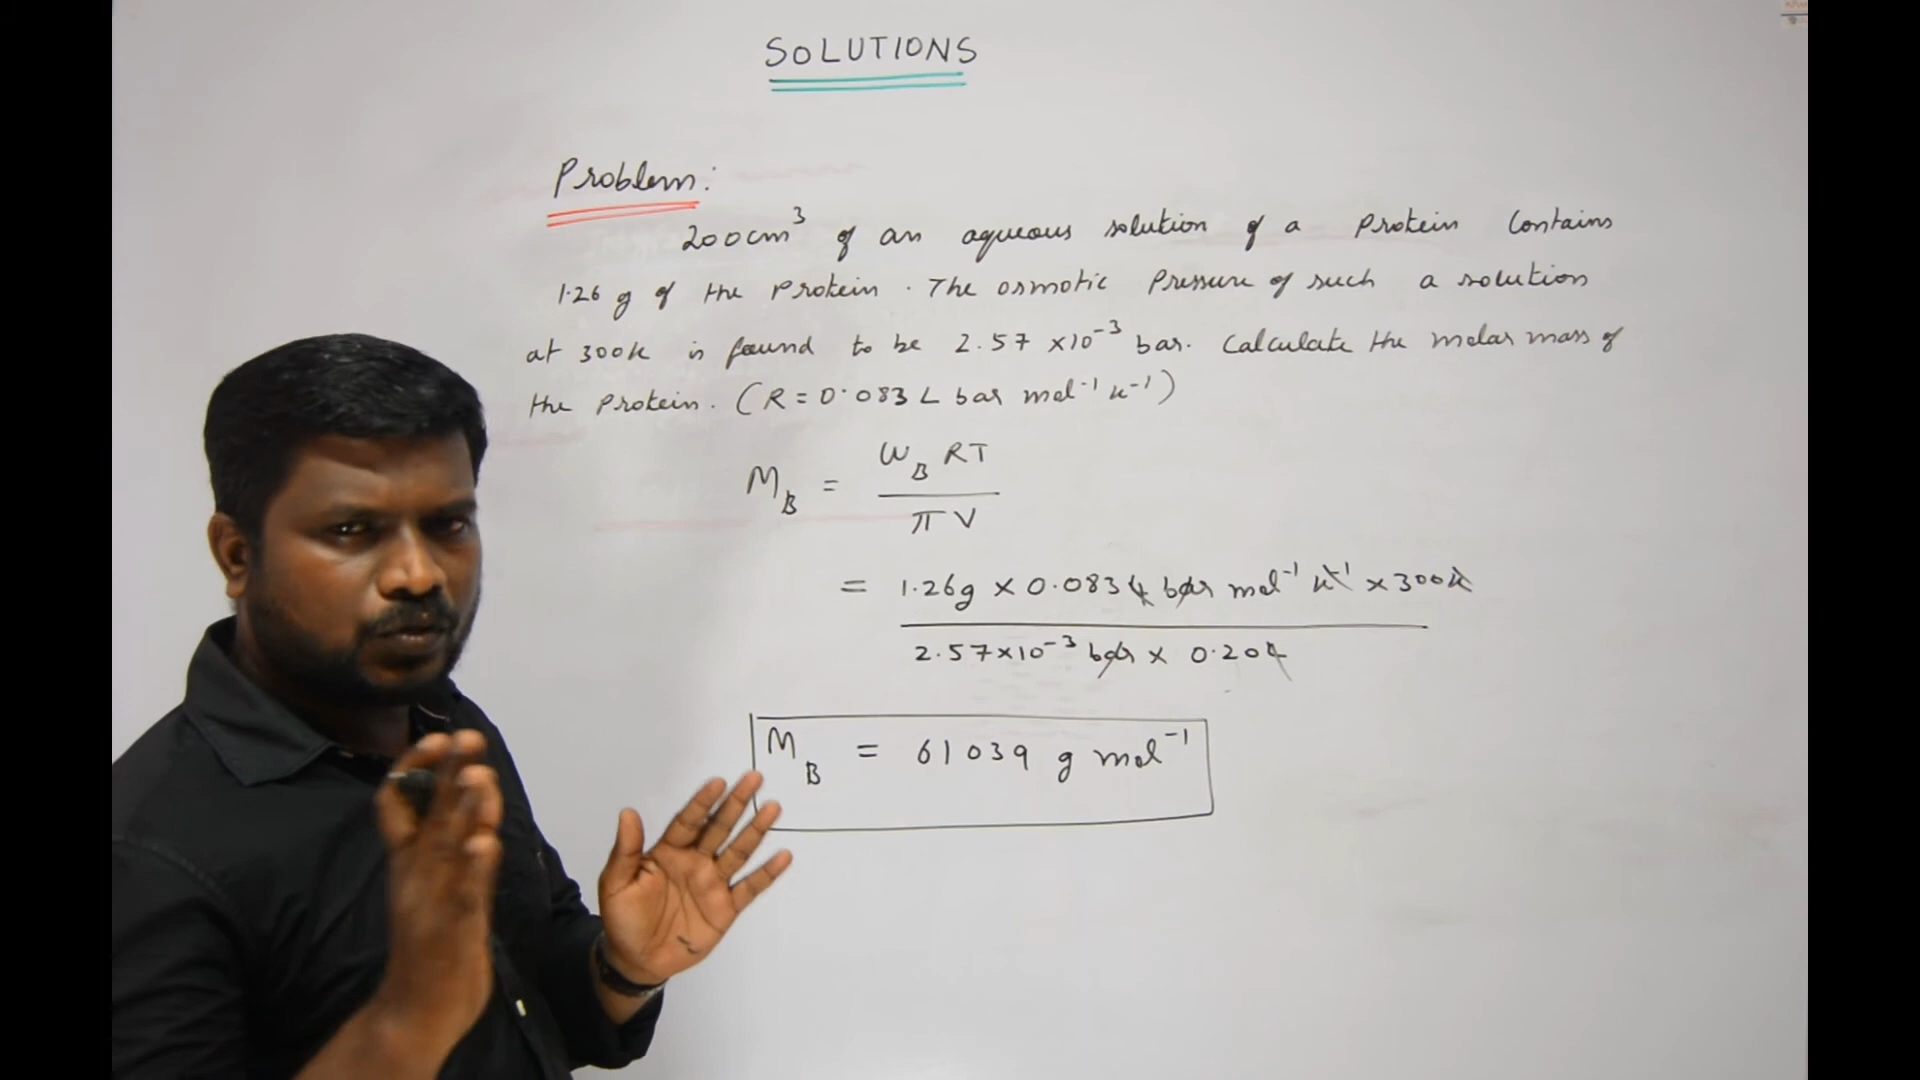 SOLUTIONS
Problem:
200cm³ of an aqueous solution of a Protein Contains
1.26 g of the Protein. The osmotic Pressure of such a solution
at 300K is found to be 2.57 ×10⁻³ bar. Calculate the molar mass of
the Protein. (R = 0.083 L bar mol⁻¹ K⁻¹)
M_B = W_B RT
π V
= 1.26g × 0.083 L bar mol⁻¹ K⁻¹ × 300K
2.57×10⁻³ bar × 0.20L
M_B = 61039 g mol⁻¹